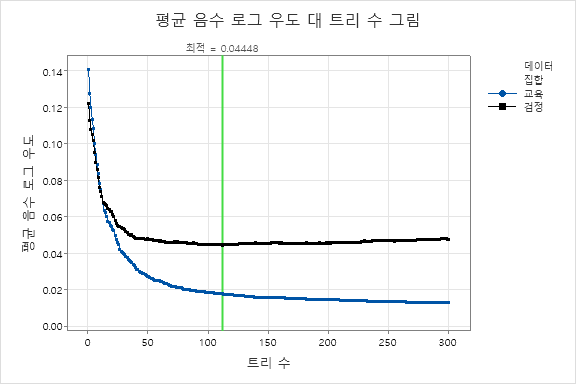 평균 음수 로그 우도 대 트리 수 그림
최적 = 0.04448
데이터
집합
교육
검정
평균 음수 로그 우도
0.14
0.12
0.10
0.08
0.06
0.04
0.02
0.00
0
50
100
150
200
250
300
트리 수